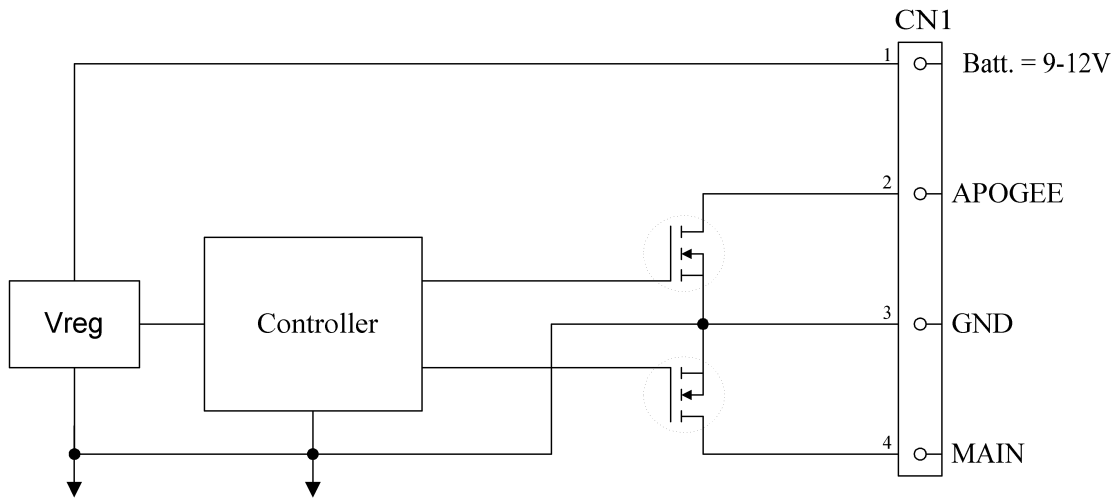 CN1
1
Batt. = 9-12V
2
APOGEE
Vreg
Controller
3
GND
4
MAIN